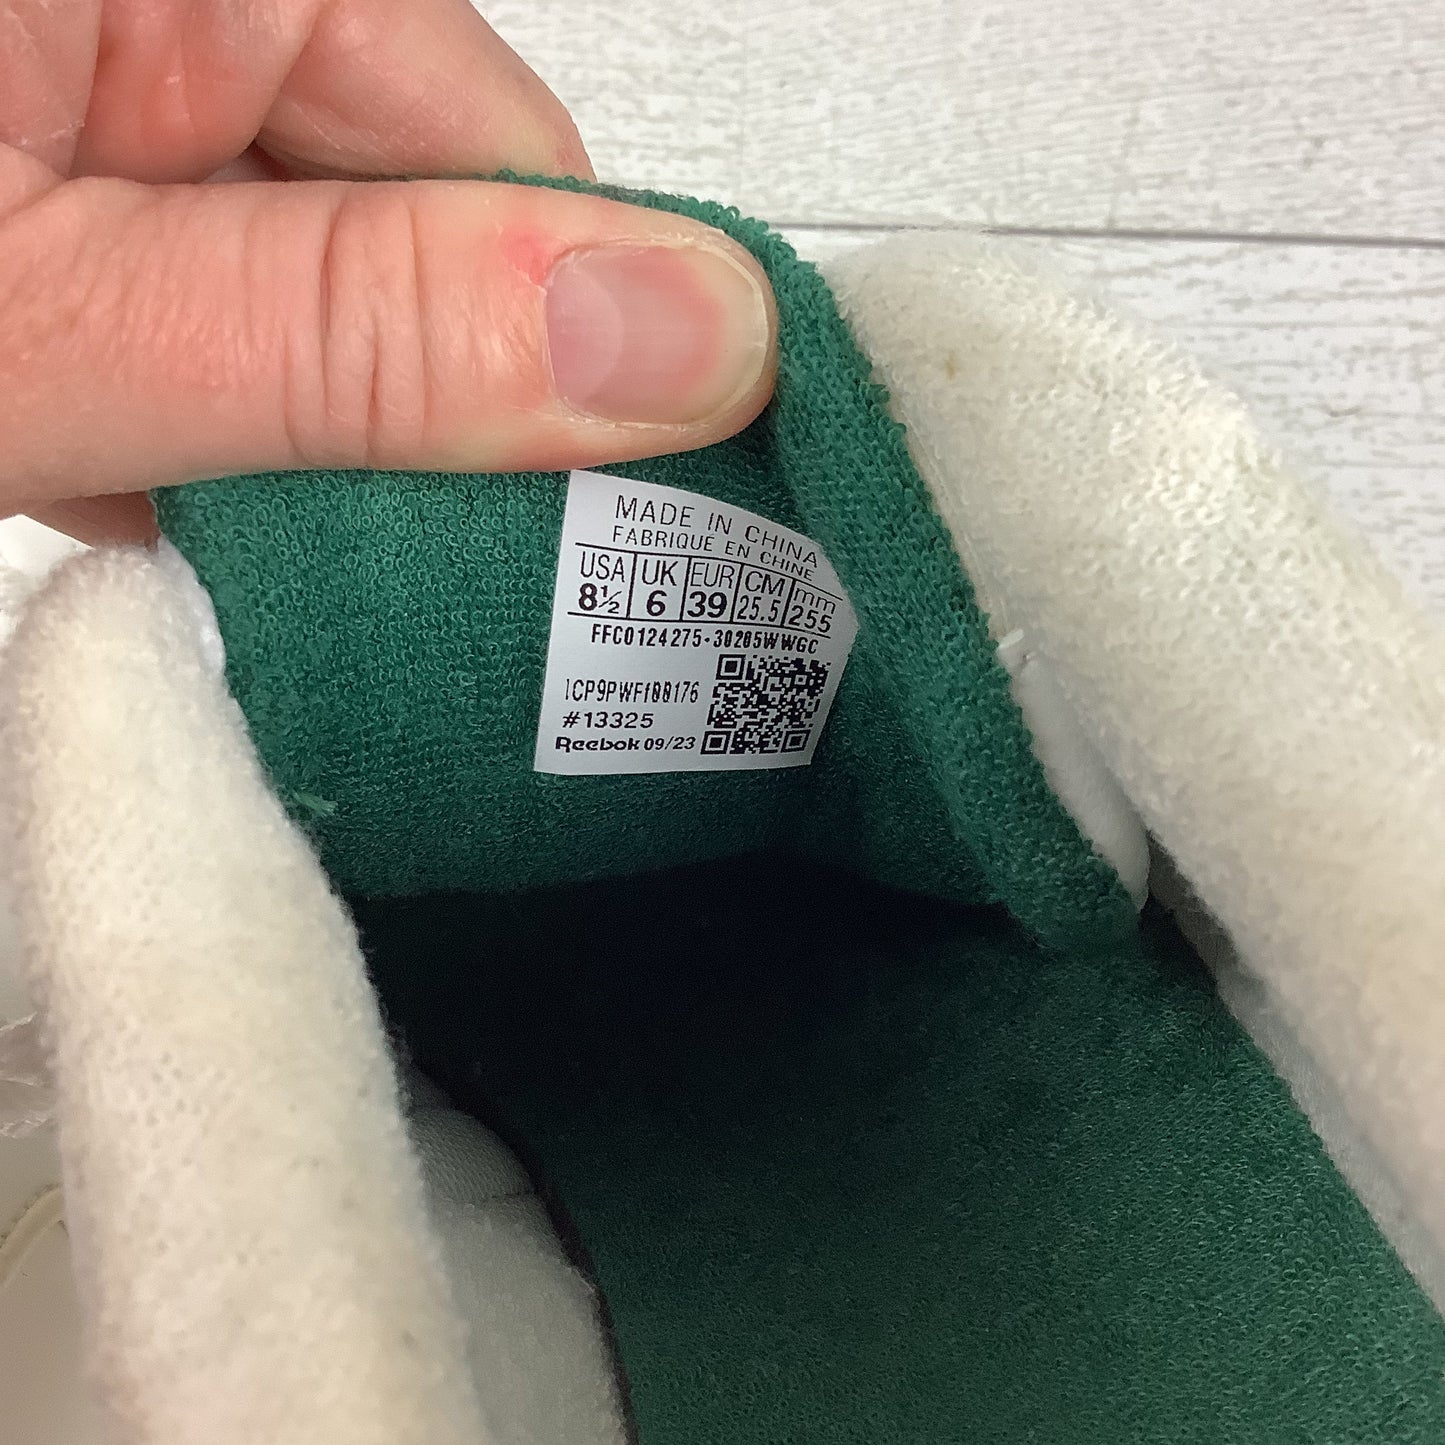 MADE IN CHINA
FABRIQUE EN CHINE
USA UK EUR CM mm
8½ 6 39 25.5 255
FFC0124275-30205WWGC
1CP9PWF100176
#13325
Reebok 09/23